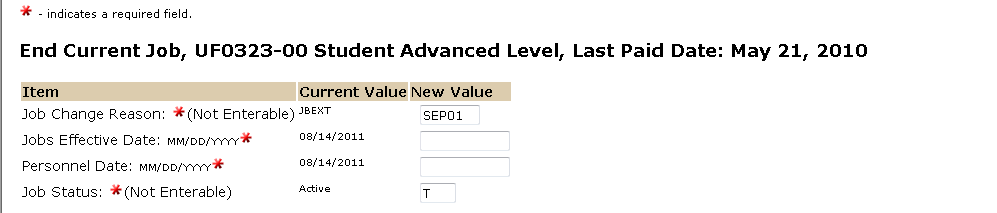 * - indicates a required field.
End Current Job, UF0323-00 Student Advanced Level, Last Paid Date: May 21, 2010
Item Current Value New Value
Job Change Reason: *(Not Enterable) JBEXT SEP01
Jobs Effective Date: MM/DD/YYYY* 08/14/2011
Personnel Date: MM/DD/YYYY* 08/14/2011
Job Status: *(Not Enterable) Active T